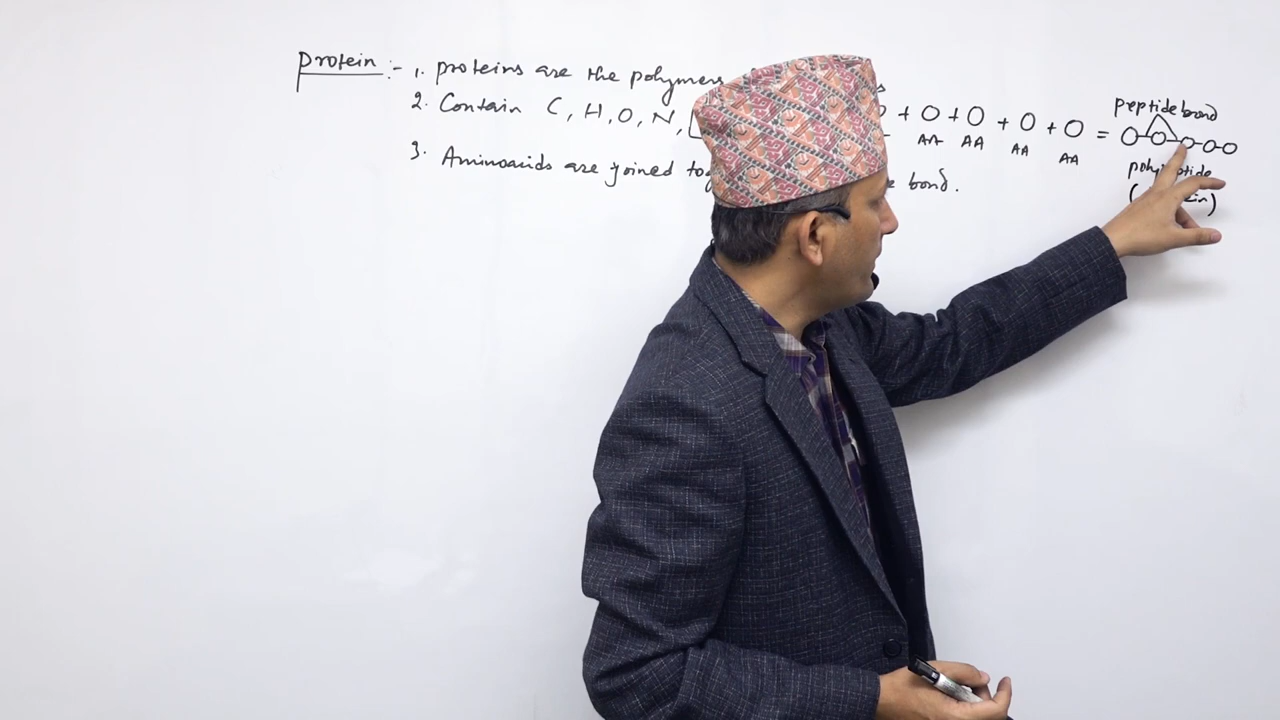 Protein :- 1. proteins are the polymers
2. Contain C, H, O, N,
3. Aminoacids are joined bond.
+ O + O + O + O =
AA AA AA AA
peptide bond